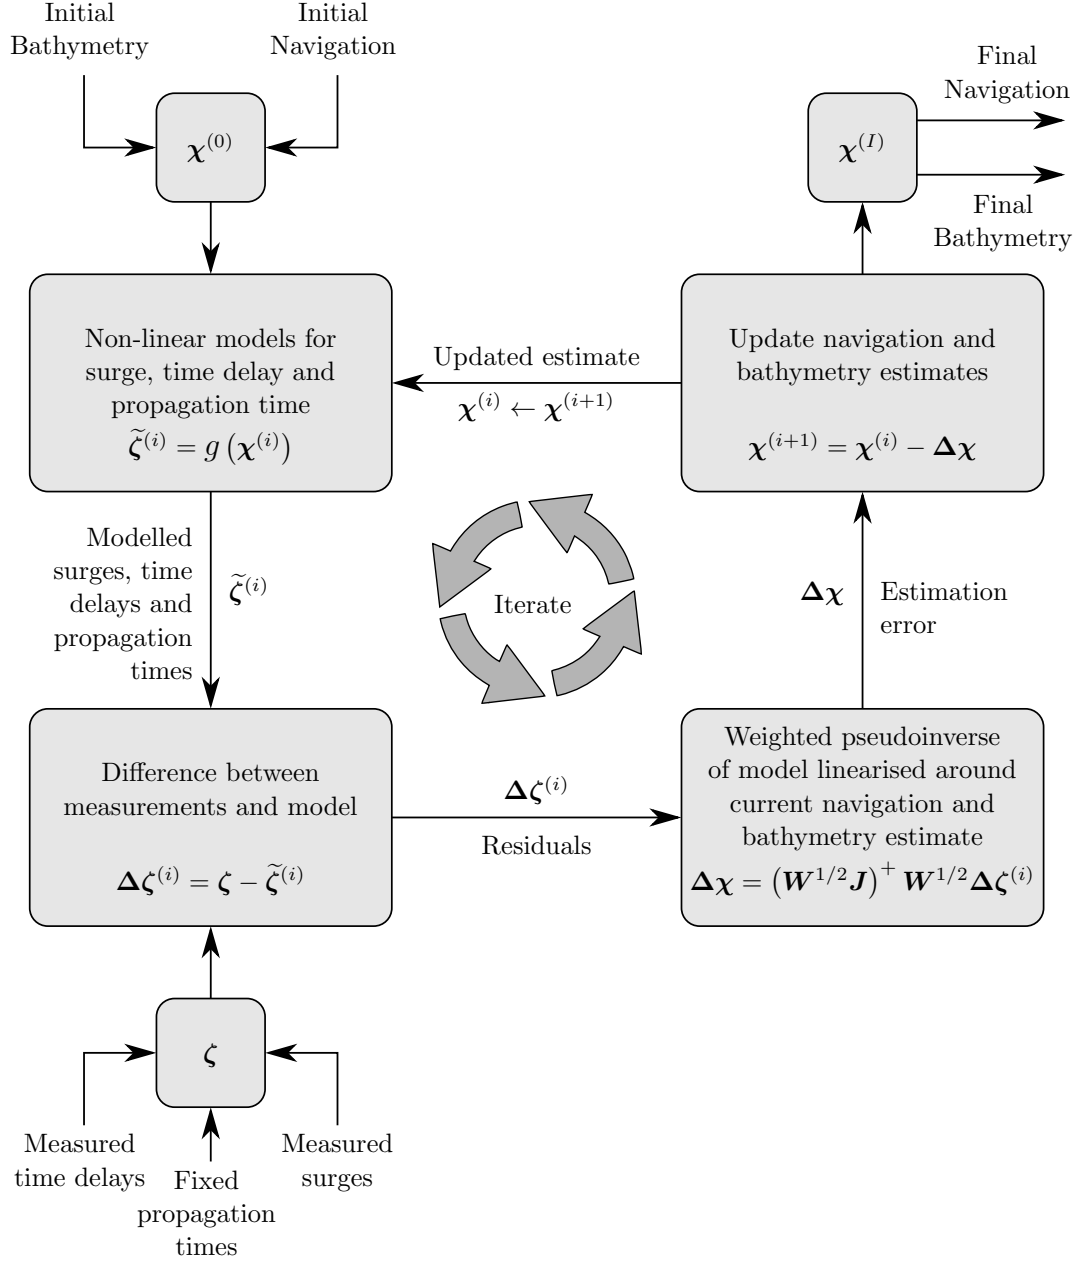 Initial
Bathymetry
Initial
Navigation
χ⁽⁰⁾
Final
Navigation
χ⁽ᴵ⁾
Final
Bathymetry
Non-linear models for
surge, time delay and
propagation time
ζ̃⁽ⁱ⁾ = g (χ⁽ⁱ⁾)
Updated estimate
χ⁽ⁱ⁾ ← χ⁽ⁱ⁺¹⁾
Update navigation and
bathymetry estimates
χ⁽ⁱ⁺¹⁾ = χ⁽ⁱ⁾ − Δχ
Modelled
surges, time
delays and
propagation
times
ζ̃⁽ⁱ⁾
Iterate
Δχ
Estimation
error
Difference between
measurements and model
Δζ⁽ⁱ⁾ = ζ − ζ̃⁽ⁱ⁾
Δζ⁽ⁱ⁾
Residuals
Weighted pseudoinverse
of model linearised around
current navigation and
bathymetry estimate
Δχ = (W^{1/2}J)⁺ W^{1/2}Δζ⁽ⁱ⁾
ζ
Measured
time delays
Fixed
propagation
times
Measured
surges